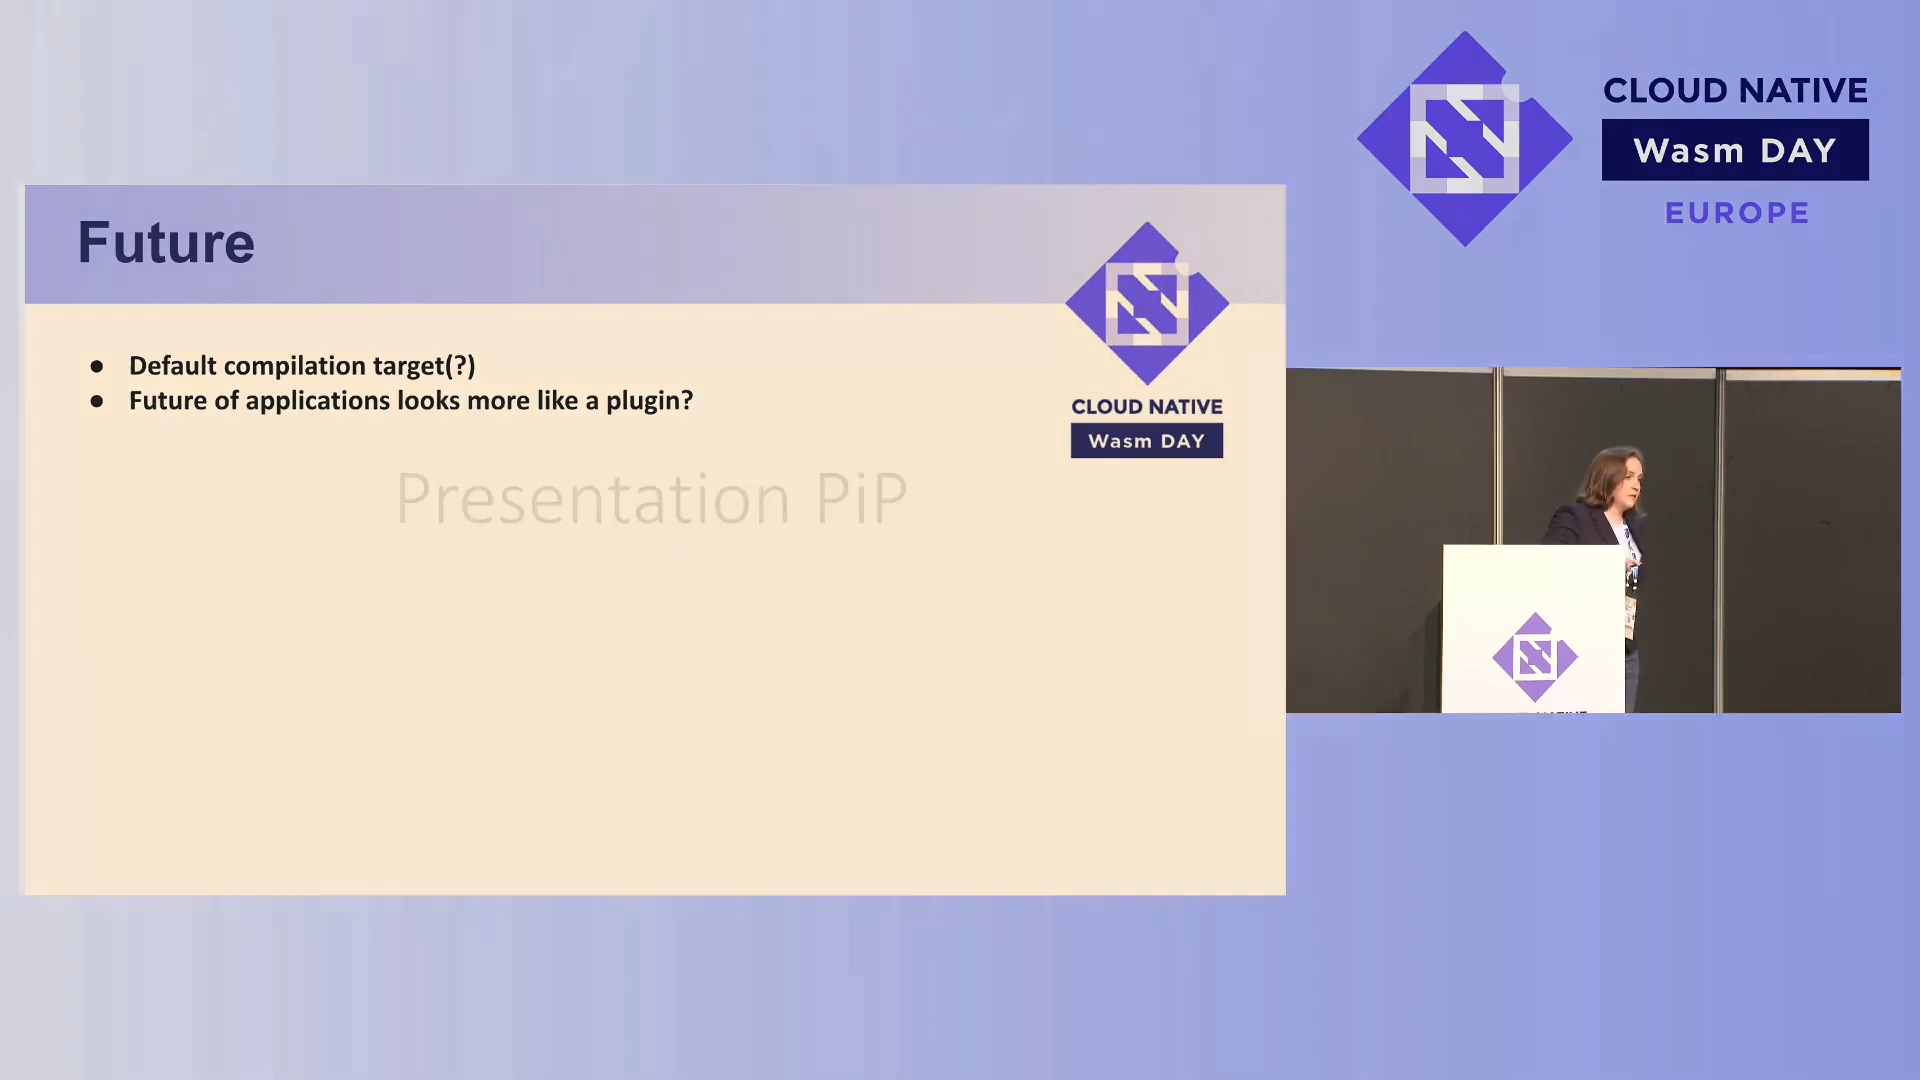 CLOUD NATIVE
Wasm DAY
EUROPE
Future
● Default compilation target(?)
● Future of applications looks more like a plugin?
CLOUD NATIVE
Wasm DAY
Presentation PiP